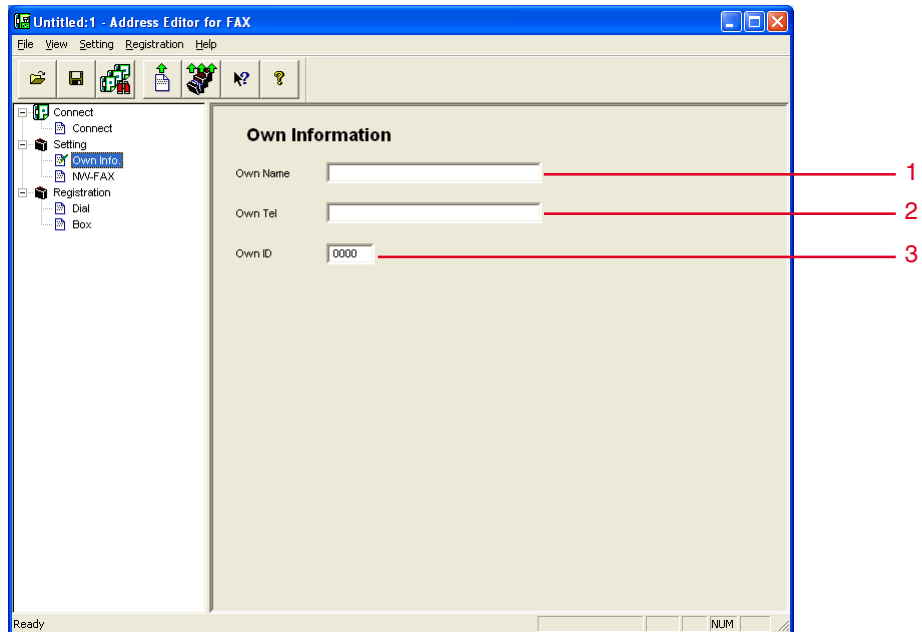 Untitled:1 - Address Editor for FAX
File View Setting Registration Help
Connect
Connect
Setting
Own Info.
NW-FAX
Registration
Dial
Box
Own Information
Own Name
1
Own Tel
2
Own ID
0000
3
Ready
NUM